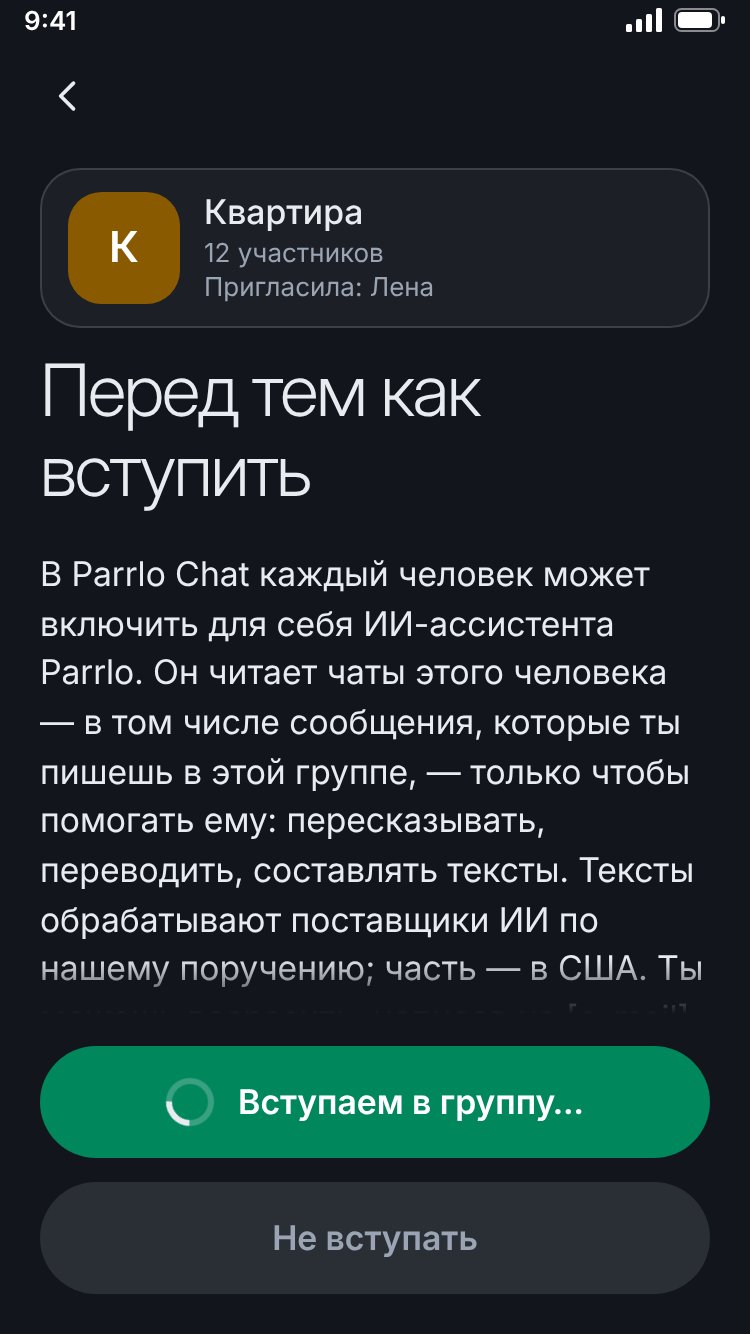 9:41
К
Квартира
12 участников
Пригласила: Лена
Перед тем как
вступить
В Parrlo Chat каждый человек может
включить для себя ИИ-ассистента
Parrlo. Он читает чаты этого человека
— в том числе сообщения, которые ты
пишешь в этой группе, — только чтобы
помогать ему: пересказывать,
переводить, составлять тексты. Тексты
обрабатывают поставщики ИИ по
нашему поручению; часть — в США. Ты
Вступаем в группу...
Не вступать